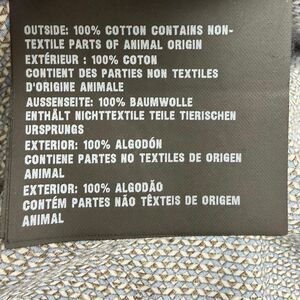 OUTSIDE: 100% COTTON CONTAINS NON-
TEXTILE PARTS OF ANIMAL ORIGIN
EXTÉRIEUR : 100% COTON
CONTIENT DES PARTIES NON TEXTILES
D'ORIGINE ANIMALE
AUSSENSEITE: 100% BAUMWOLLE
ENTHÄLT NICHTTEXTILE TEILE TIERISCHEN
URSPRUNGS
EXTERIOR: 100% ALGODÓN
CONTIENE PARTES NO TEXTILES DE ORIGEN
ANIMAL
EXTERIOR: 100% ALGODÃO
CONTÉM PARTES NÃO TÊXTEIS DE ORIGEM
ANIMAL